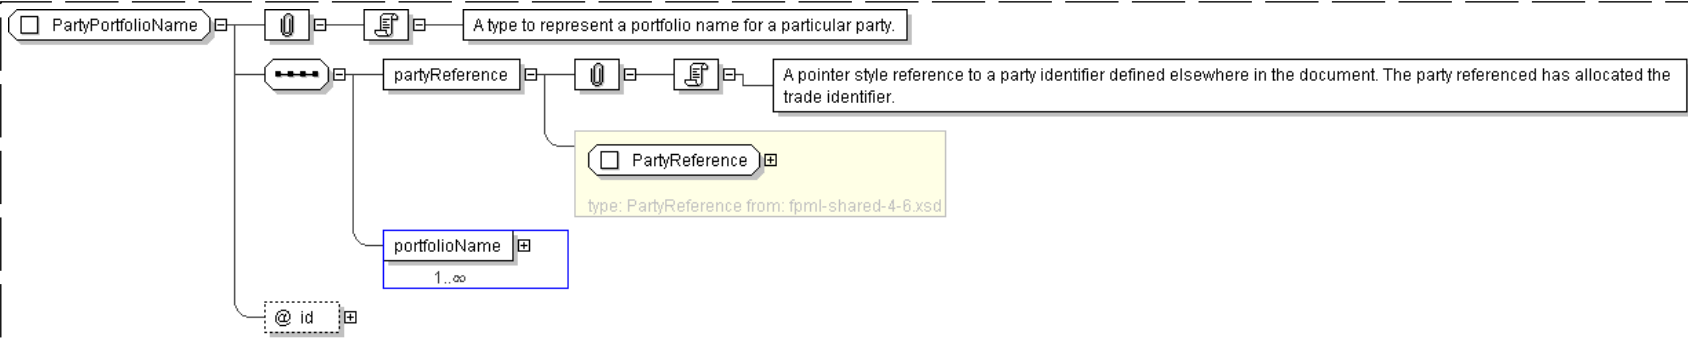 PartyPortfolioName
A type to represent a portfolio name for a particular party.
partyReference
A pointer style reference to a party identifier defined elsewhere in the document. The party referenced has allocated the
trade identifier.
PartyReference
type: PartyReference from: fpml-shared-4-6.xsd
portfolioName
1..∞
@ id